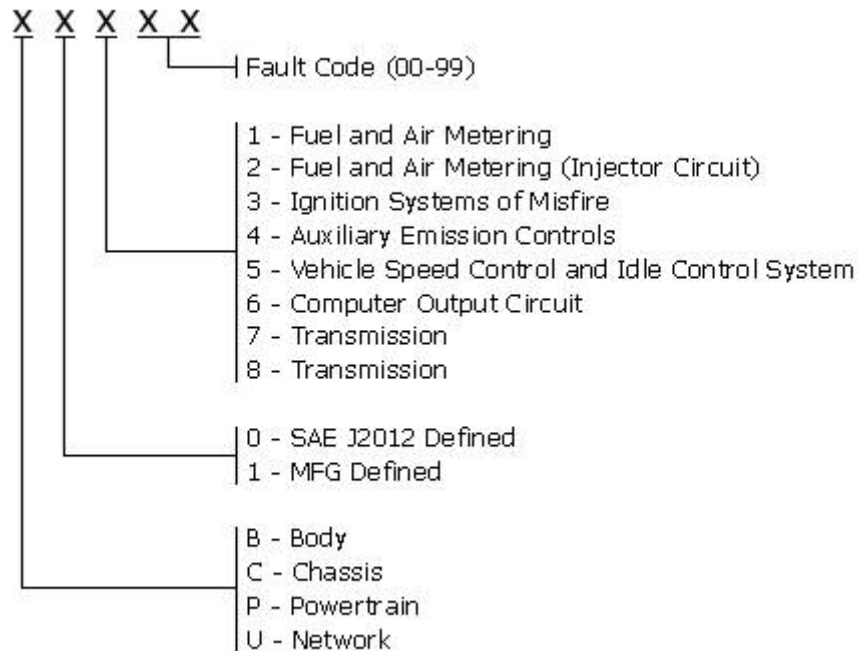 X X X X X
Fault Code (00-99)
1 - Fuel and Air Metering
2 - Fuel and Air Metering (Injector Circuit)
3 - Ignition Systems of Misfire
4 - Auxiliary Emission Controls
5 - Vehicle Speed Control and Idle Control System
6 - Computer Output Circuit
7 - Transmission
8 - Transmission
0 - SAE J2012 Defined
1 - MFG Defined
B - Body
C - Chassis
P - Powertrain
U - Network